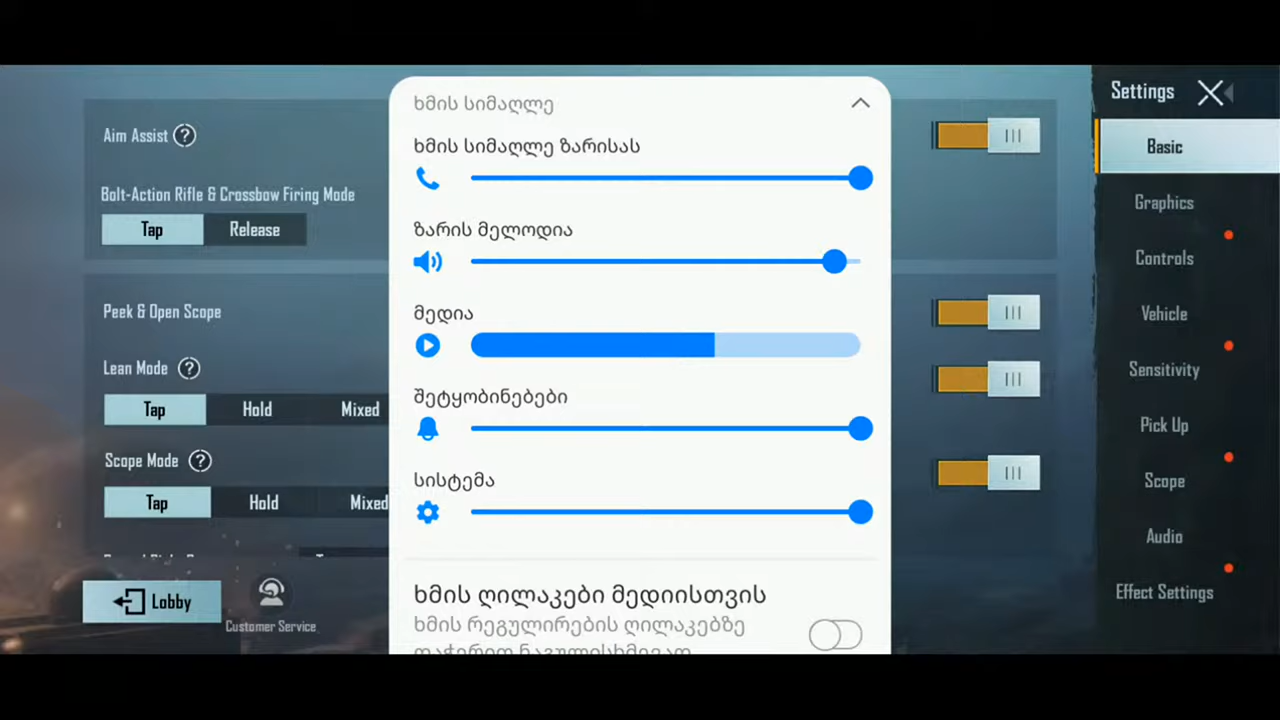 ხმის სიმაღლე
ხმის სიმაღლე ზარისას
ზარის მელოდია
მედია
შეტყობინებები
სისტემა
ხმის ღილაკები მედიისთვის
ხმის რეგულირების ღილაკებზე
Aim Assist ?
Bolt-Action Rifle & Crossbow Firing Mode
Tap Release
Peek & Open Scope
Lean Mode ?
Tap Hold Mixed
Scope Mode ?
Tap Hold Mixed
Lobby
Customer Service
Settings
Basic
Graphics
Controls
Vehicle
Sensitivity
Pick Up
Scope
Audio
Effect Settings